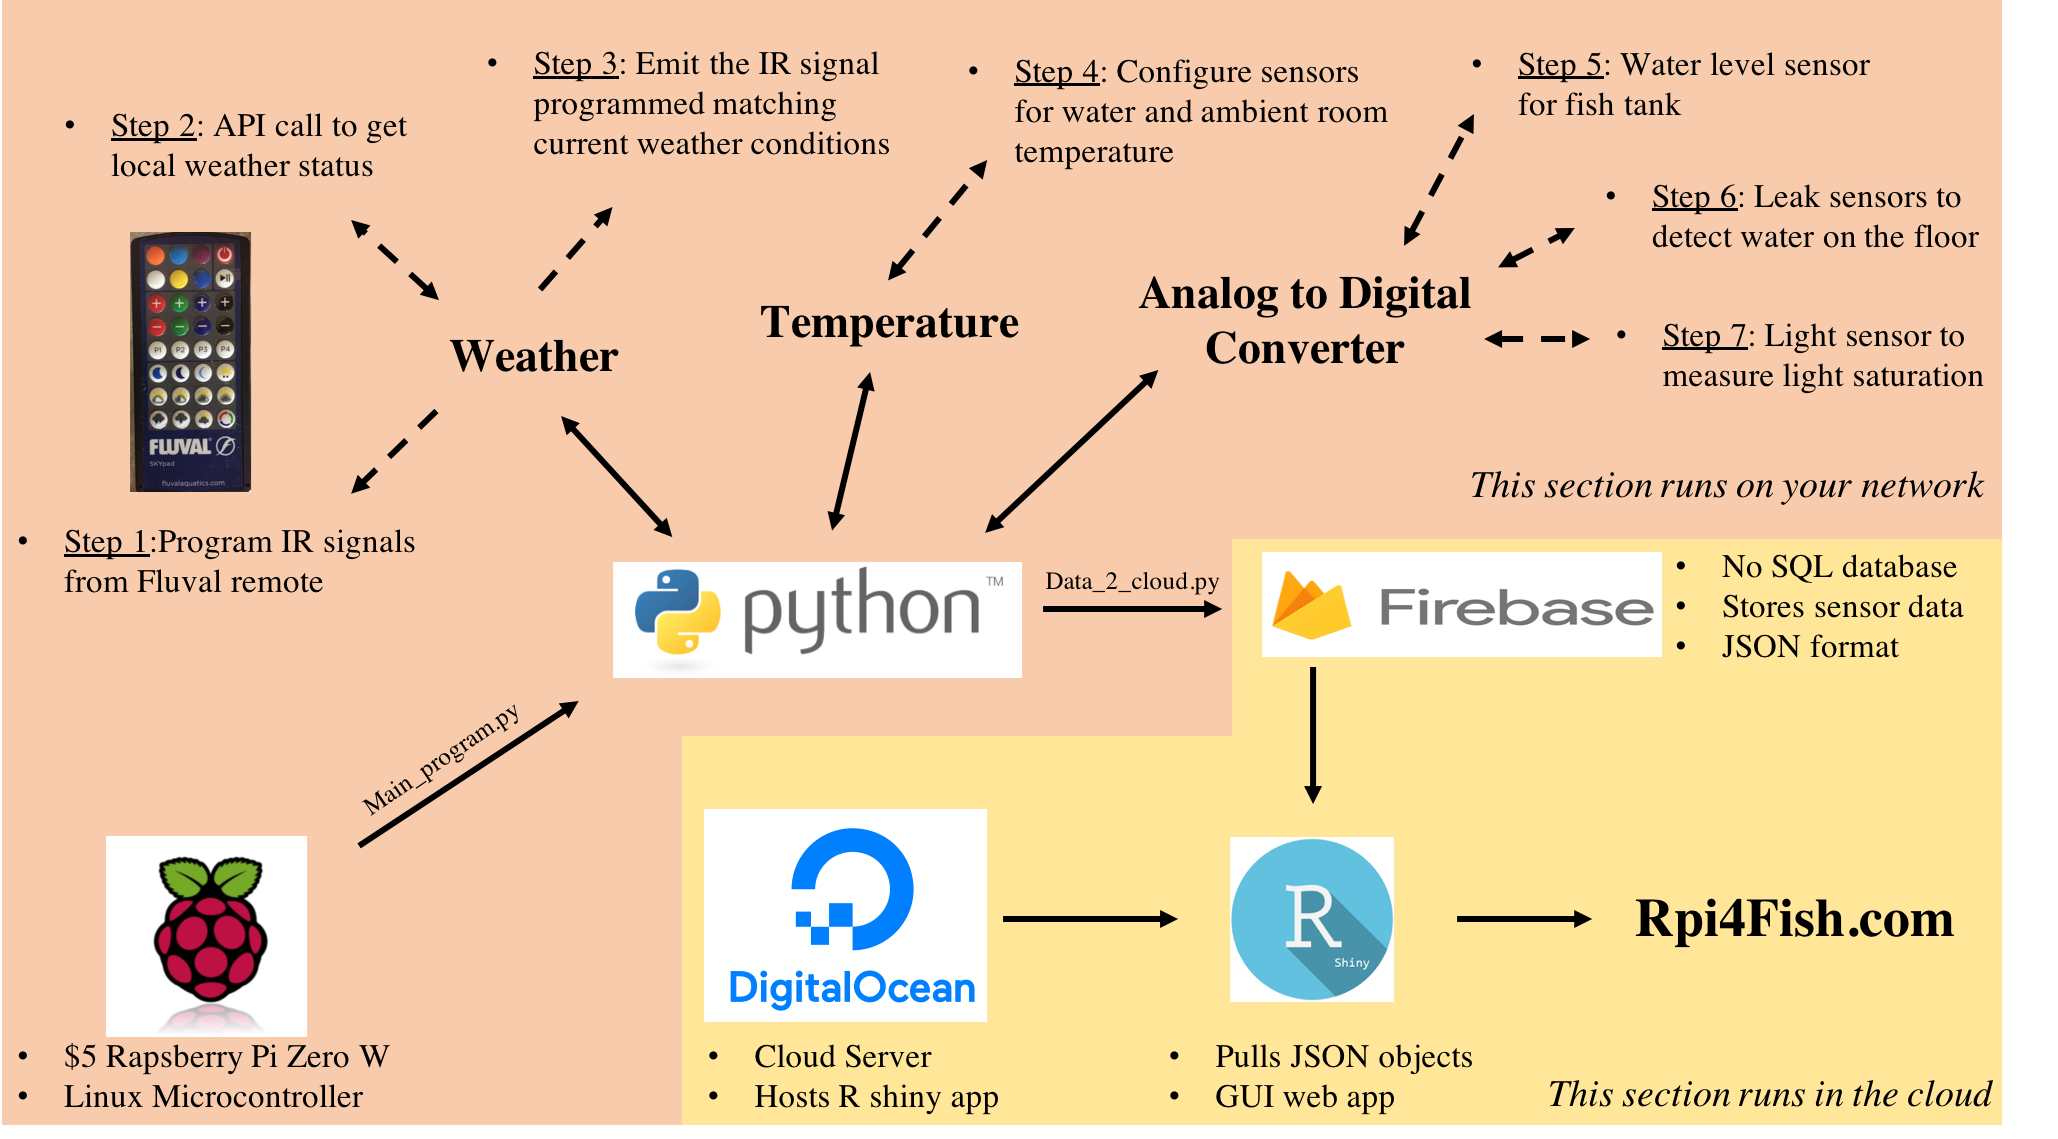 Step 2: API call to get
local weather status
Step 3: Emit the IR signal
programmed matching
current weather conditions
Step 4: Configure sensors
for water and ambient room
temperature
Step 5: Water level sensor
for fish tank
Step 6: Leak sensors to
detect water on the floor
Step 7: Light sensor to
measure light saturation
Weather
Temperature
Analog to Digital
Converter
P1 P2 P3 P4
FLUVAL
SKYpad
fluvalaquatics.com
Step 1:Program IR signals
from Fluval remote
This section runs on your network
python™
Data_2_cloud.py
Firebase
No SQL database
Stores sensor data
JSON format
Main_program.py
$5 Rapsberry Pi Zero W
Linux Microcontroller
DigitalOcean
Cloud Server
Hosts R shiny app
R
Shiny
Pulls JSON objects
GUI web app
Rpi4Fish.com
This section runs in the cloud